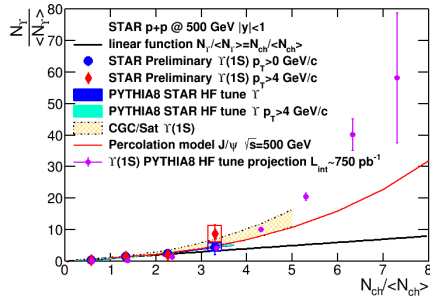 80
70
60
50
40
30
20
10
0
N_ϒ
<N_ϒ>
STAR p+p @ 500 GeV |y|<1
linear function N_ϒ/<N_ϒ>=N_ch/<N_ch>
STAR Preliminary ϒ(1S) p_T>0 GeV/c
STAR Preliminary ϒ(1S) p_T>4 GeV/c
PYTHIA8 STAR HF tune ϒ
PYTHIA8 STAR HF tune ϒ p_T>4 GeV/c
CGC/Sat ϒ(1S)
Percolation model J/ψ √s=500 GeV
ϒ(1S) PYTHIA8 HF tune projection L_int~750 pb⁻¹
0 1 2 3 4 5 6 7 8
N_ch/<N_ch>